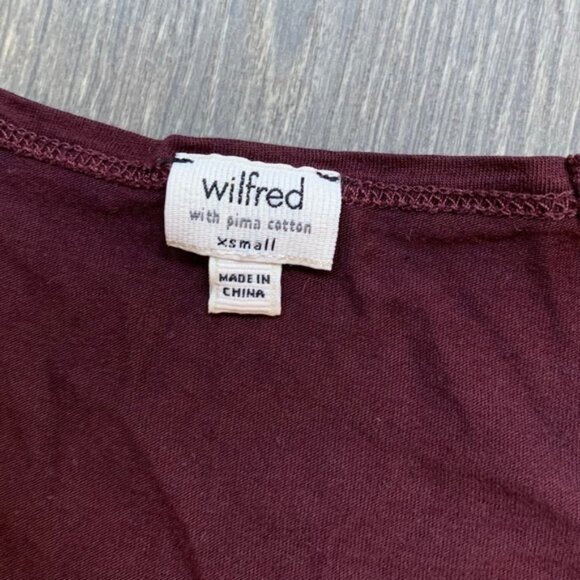 wilfred
with pima cotton
xsmall
MADE IN
CHINA